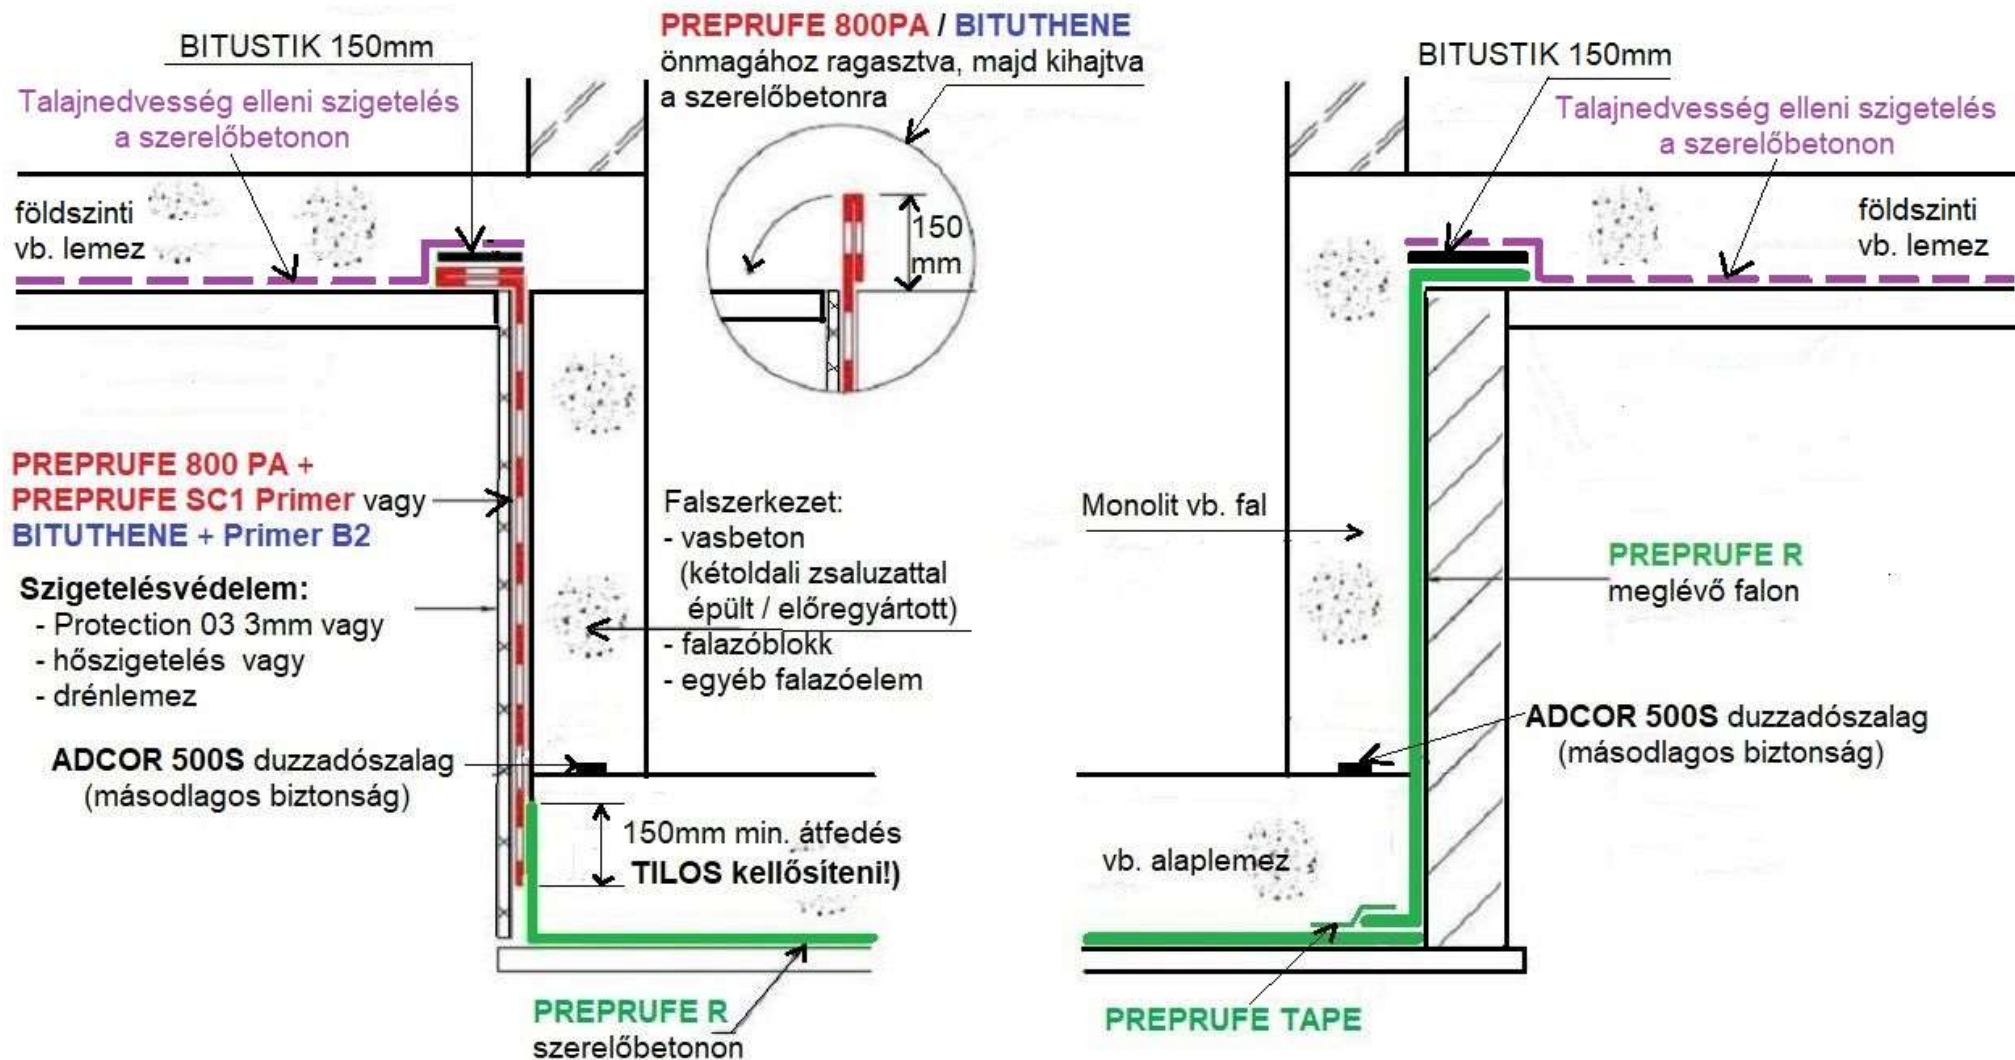 BITUSTIK 150mm
Talajnedvesség elleni szigetelés
a szerelőbetonon
földszinti
vb. lemez
PREPRUFE 800PA / BITUTHENE
önmagához ragasztva, majd kihajtva
a szerelőbetonra
150
mm
BITUSTIK 150mm
Talajnedvesség elleni szigetelés
a szerelőbetonon
földszinti
vb. lemez
PREPRUFE 800 PA +
PREPRUFE SC1 Primer vagy
BITUTHENE + Primer B2
Szigetelésvédelem:
- Protection 03 3mm vagy
- hőszigetelés vagy
- drénlemez
ADCOR 500S duzzadószalag
(másodlagos biztonság)
Falszerkezet:
- vasbeton
(kétoldali zsaluzattal
épült / előregyártott)
- falazóblokk
- egyéb falazóelem
150mm min. átfedés
TILOS kellősíteni!)
PREPRUFE R
szerelőbetonon
Monolit vb. fal
PREPRUFE R
meglévő falon
ADCOR 500S duzzadószalag
(másodlagos biztonság)
vb. alaplemez
PREPRUFE TAPE